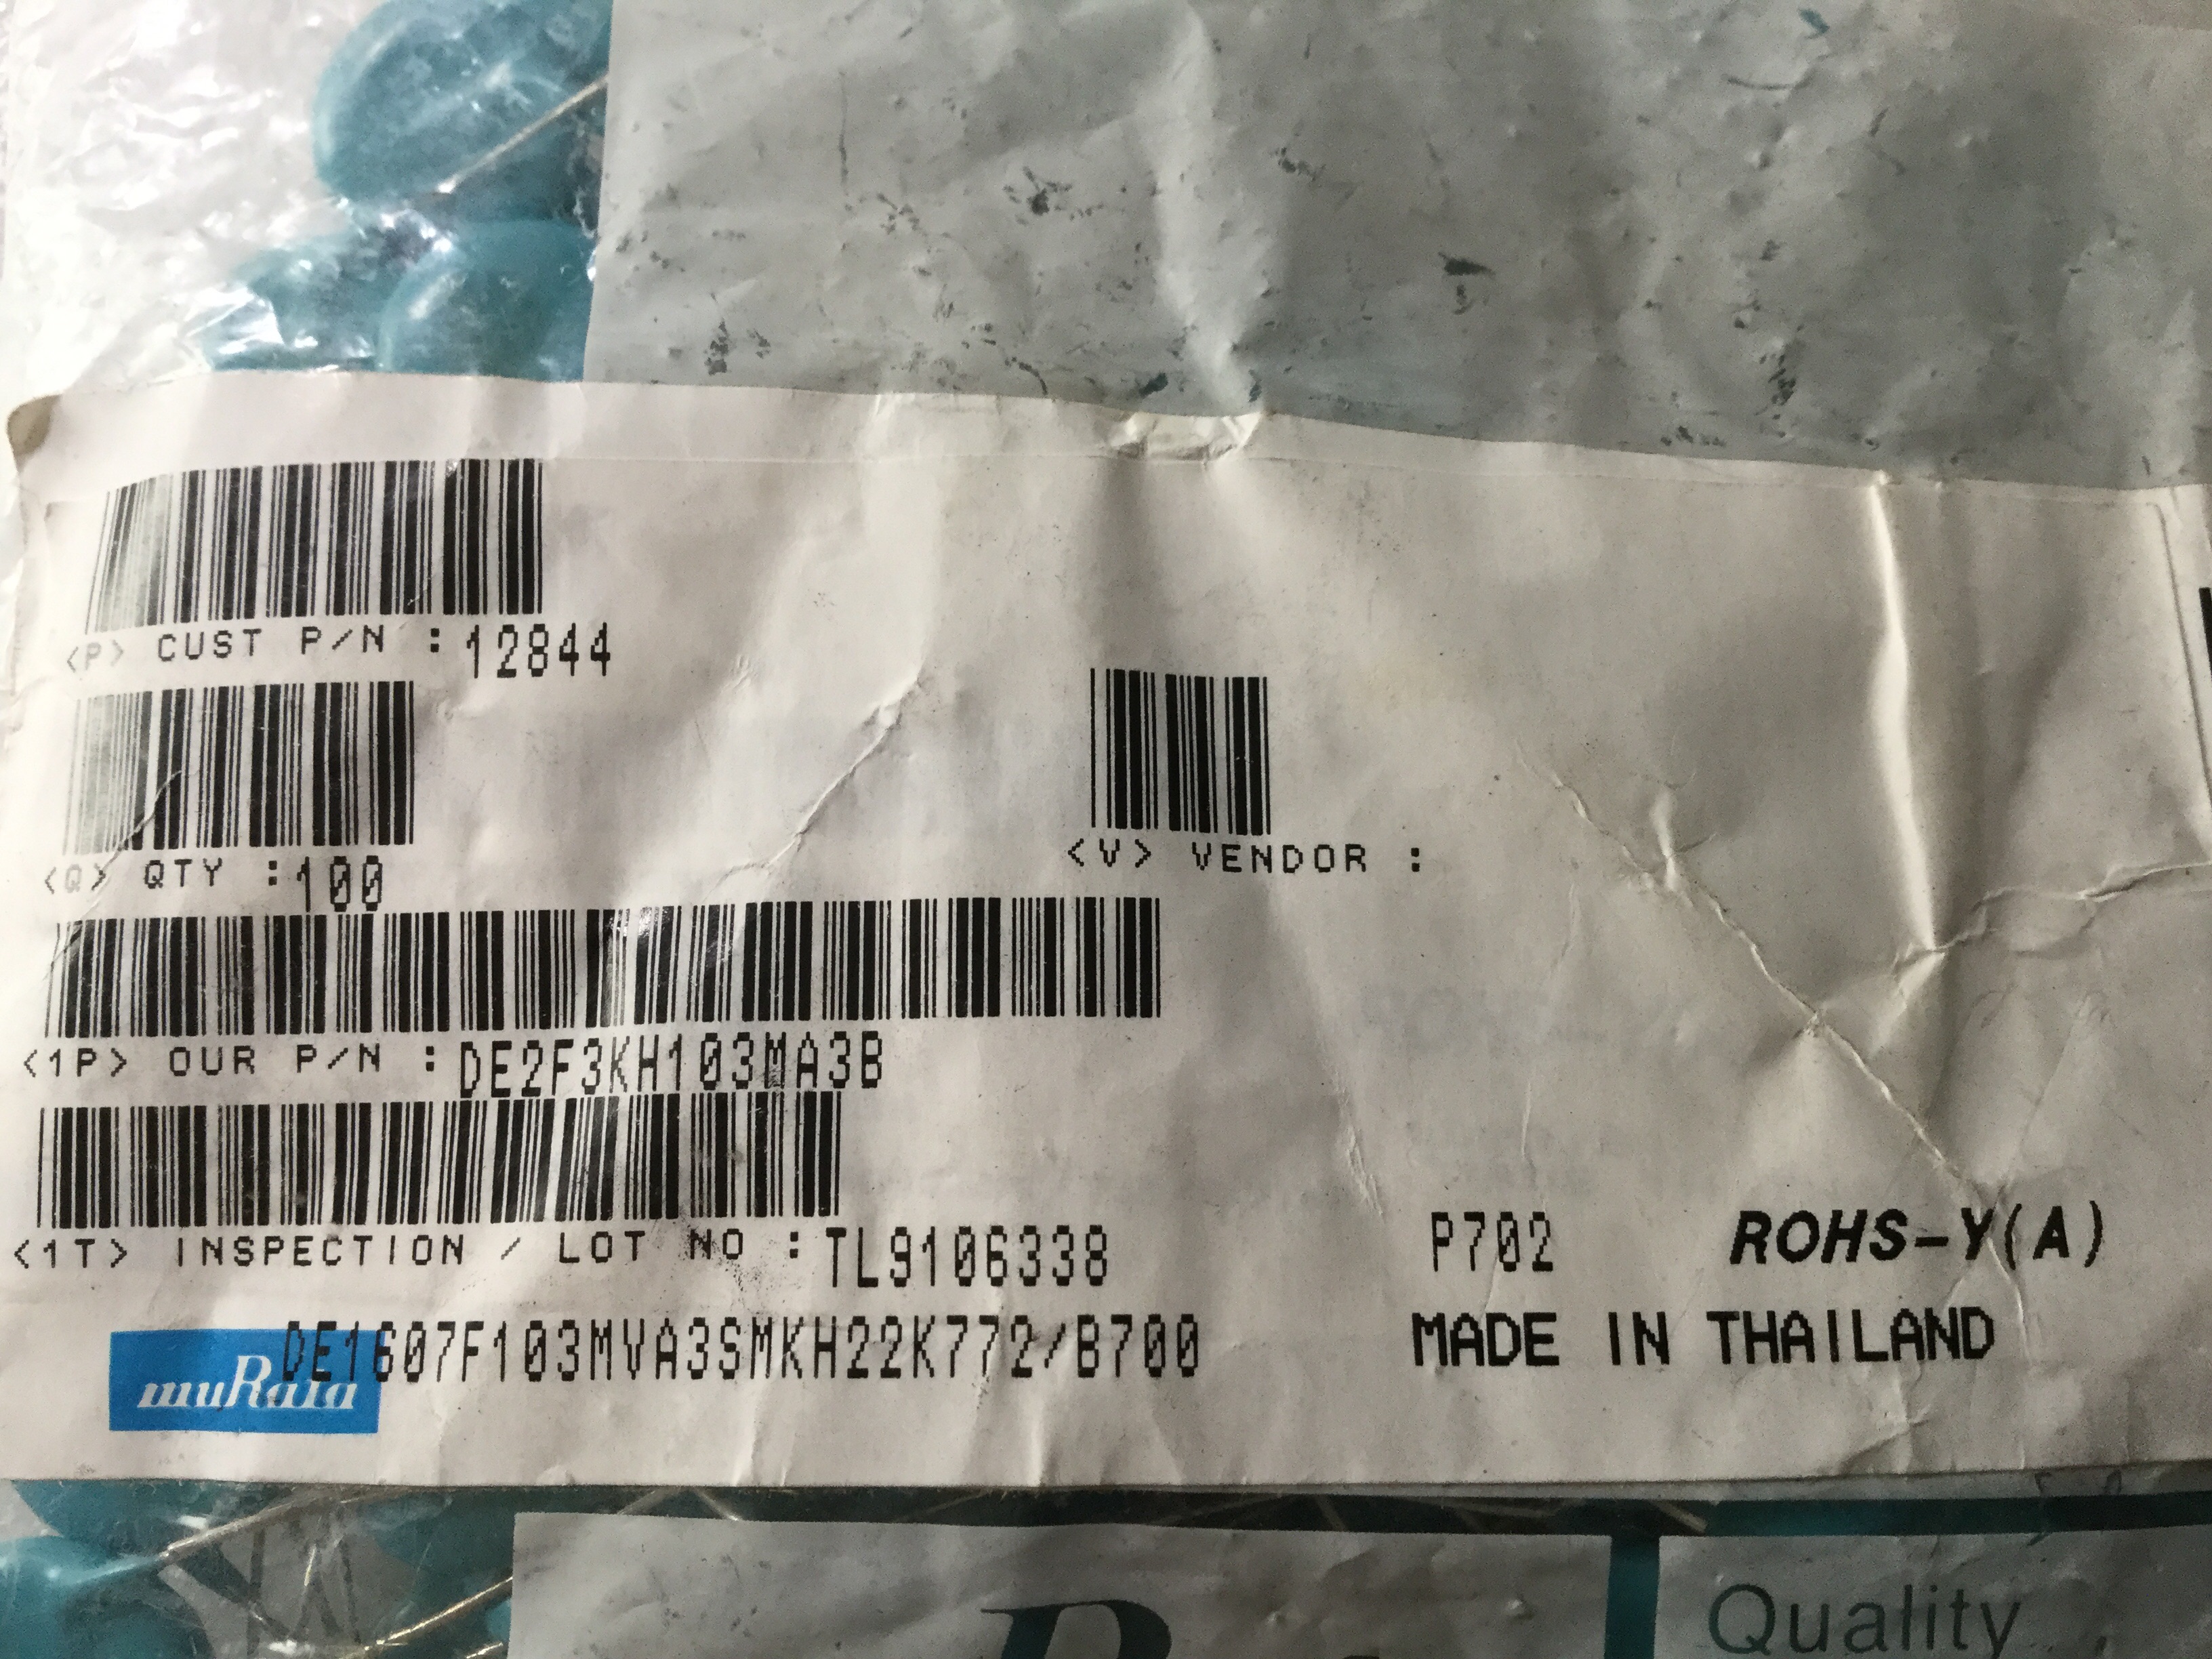 <P> CUST P/N : 12844
<Q> QTY : 100
<V> VENDOR :
<1P> OUR P/N : DE2F3KH103MA3B
<1T> INSPECTION / LOT NO : TL9106338
P702 ROHS-Y(A)
muRata
DE1607F103MVA3SMKH22K772/B700
MADE IN THAILAND
Quality